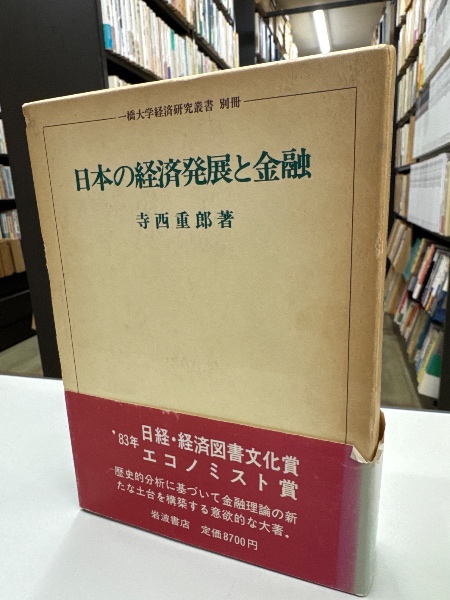 一橋大学経済研究叢書 別冊
日本の経済発展と金融
寺西重郎著
'83年 日経・経済図書文化賞
エコノミスト賞
歴史的分析に基づいて金融理論の新
たな土台を構築する意欲的な大著。
岩波書店 定価8700円